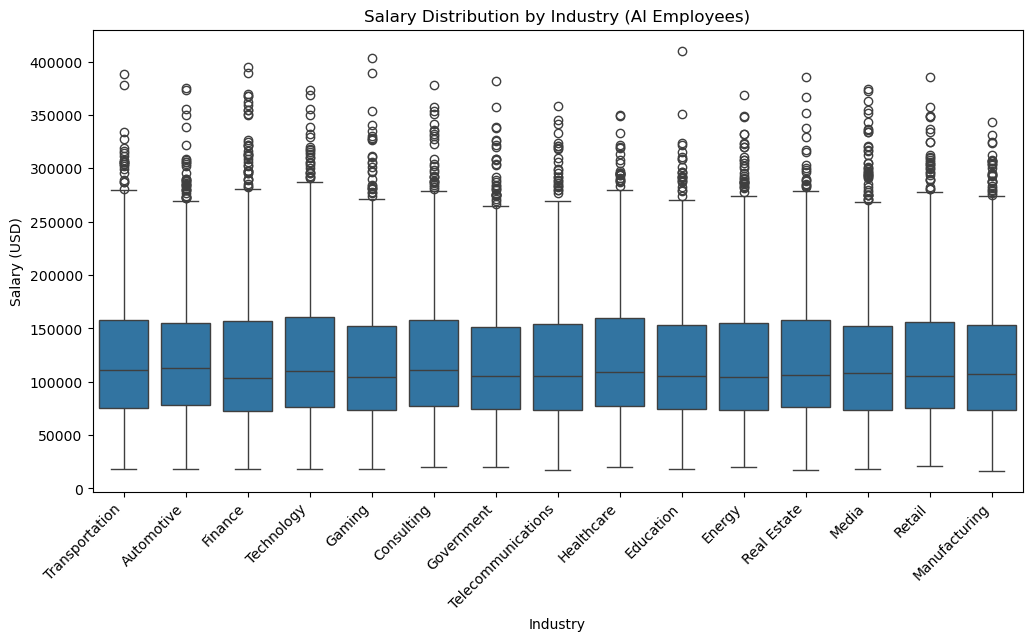 Salary Distribution by Industry (AI Employees)
Salary (USD)
400000
350000
300000
250000
200000
150000
100000
50000
0
Transportation
Automotive
Finance
Technology
Gaming
Consulting
Government
Telecommunications
Healthcare
Education
Energy
Real Estate
Media
Retail
Manufacturing
Industry